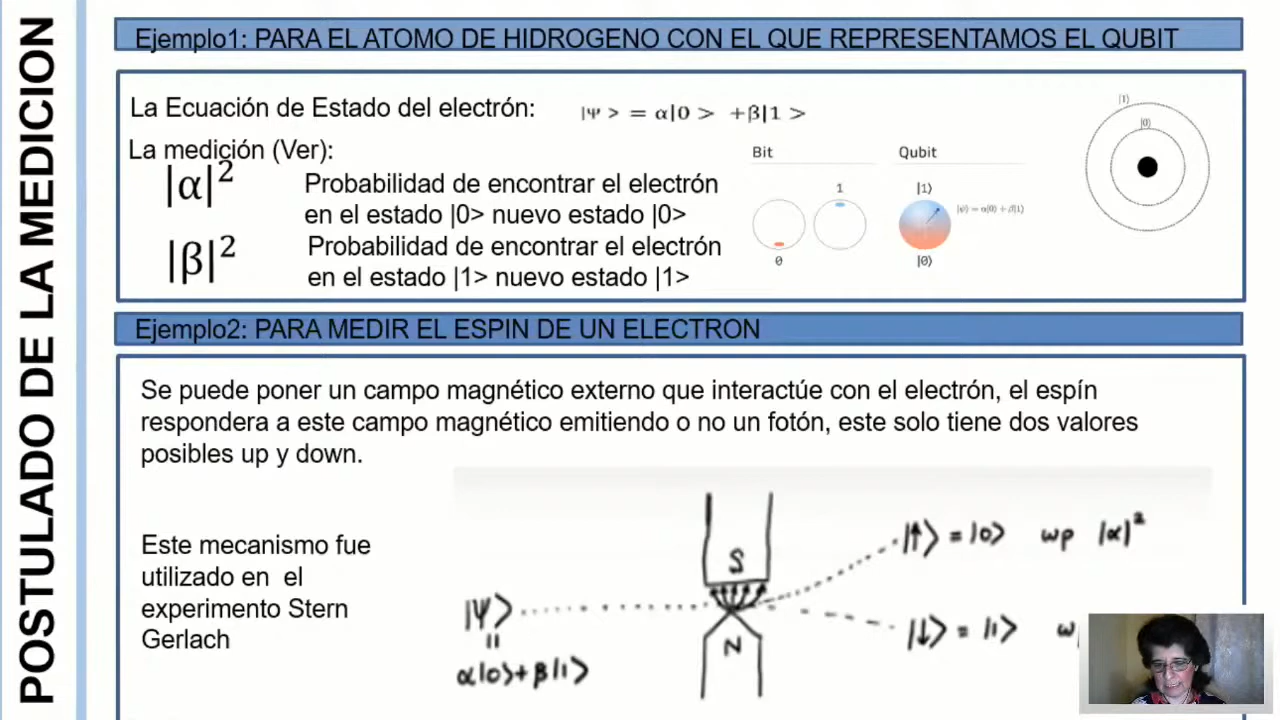 POSTULADO DE LA MEDICION
Ejemplo1: PARA EL ATOMO DE HIDROGENO CON EL QUE REPRESENTAMOS EL QUBIT
La Ecuación de Estado del electrón: |Ψ > = α|0 > +β|1 >
La medición (Ver):
|α|² Probabilidad de encontrar el electrón
en el estado |0> nuevo estado |0>
|β|² Probabilidad de encontrar el electrón
en el estado |1> nuevo estado |1>
Bit Qubit
1 |1⟩
|ψ⟩ = α|0⟩ + β|1⟩
0 |0⟩
|1⟩
|0⟩
Ejemplo2: PARA MEDIR EL ESPIN DE UN ELECTRON
Se puede poner un campo magnético externo que interactúe con el electrón, el espín
respondera a este campo magnético emitiendo o no un fotón, este solo tiene dos valores
posibles up y down.
Este mecanismo fue
utilizado en el
experimento Stern
Gerlach
|Ψ⟩
=
α|0⟩+β|1⟩
S
N
|↑⟩ = |0⟩ wp |α|²
|↓⟩ = |1⟩ w